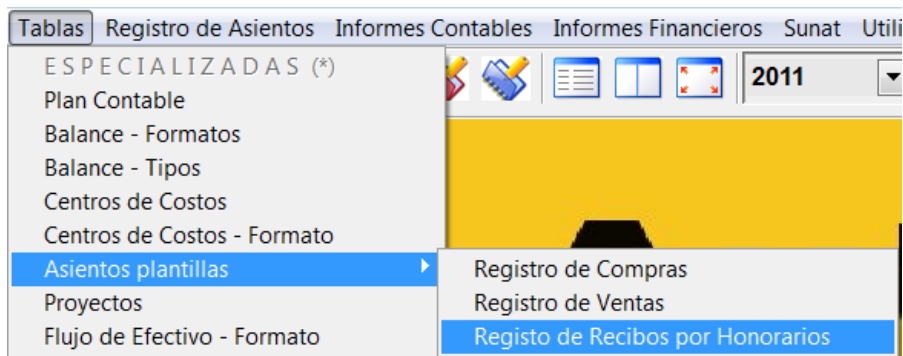 Tablas Registro de Asientos Informes Contables Informes Financieros Sunat Utili
E S P E C I A L I Z A D A S (*)
2011
Plan Contable
Balance - Formatos
Balance - Tipos
Centros de Costos
Centros de Costos - Formato
Asientos plantillas
Registro de Compras
Proyectos
Registro de Ventas
Flujo de Efectivo - Formato
Registo de Recibos por Honorarios